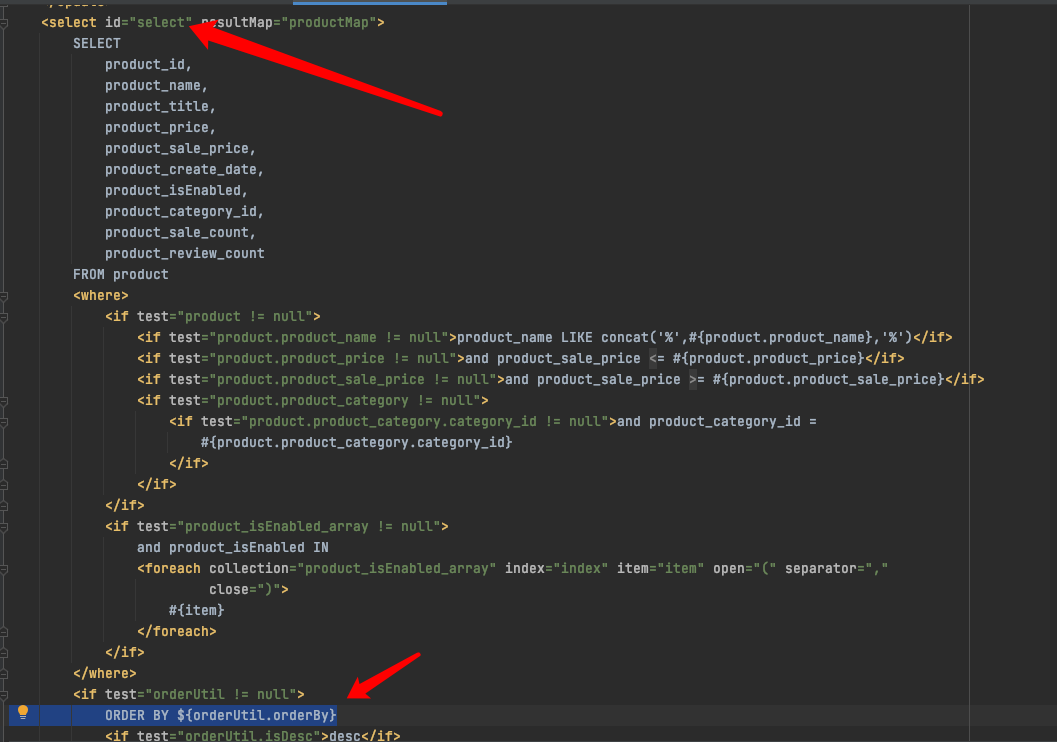 <select id="select" resultMap="productMap">
SELECT
product_id,
product_name,
product_title,
product_price,
product_sale_price,
product_create_date,
product_isEnabled,
product_category_id,
product_sale_count,
product_review_count
FROM product
<where>
<if test="product != null">
<if test="product.product_name != null">product_name LIKE concat('%',#{product.product_name},'%')</if>
<if test="product.product_price != null">and product_sale_price <= #{product.product_price}</if>
<if test="product.product_sale_price != null">and product_sale_price >= #{product.product_sale_price}</if>
<if test="product.product_category != null">
<if test="product.product_category.category_id != null">and product_category_id =
#{product.product_category.category_id}
</if>
</if>
</if>
<if test="product_isEnabled_array != null">
and product_isEnabled IN
<foreach collection="product_isEnabled_array" index="index" item="item" open="(" separator=","
close=")">
#{item}
</foreach>
</if>
</where>
<if test="orderUtil != null">
ORDER BY ${orderUtil.orderBy}
<if test="orderUtil.isDesc">desc</if>